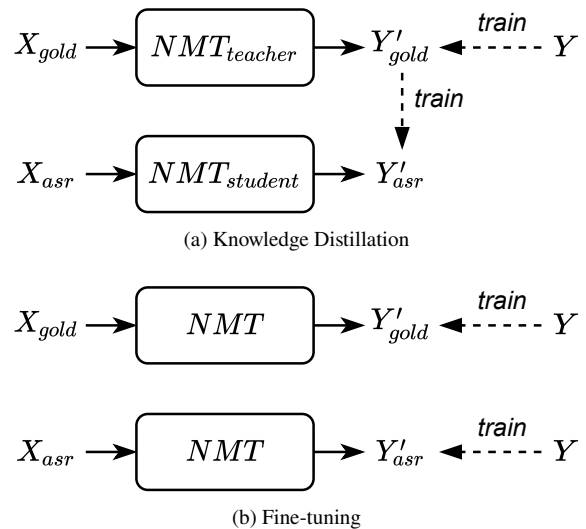 X_gold NMT_teacher Y'_gold train Y
train
X_asr NMT_student Y'_asr
(a) Knowledge Distillation
X_gold NMT Y'_gold train Y
X_asr NMT Y'_asr train Y
(b) Fine-tuning